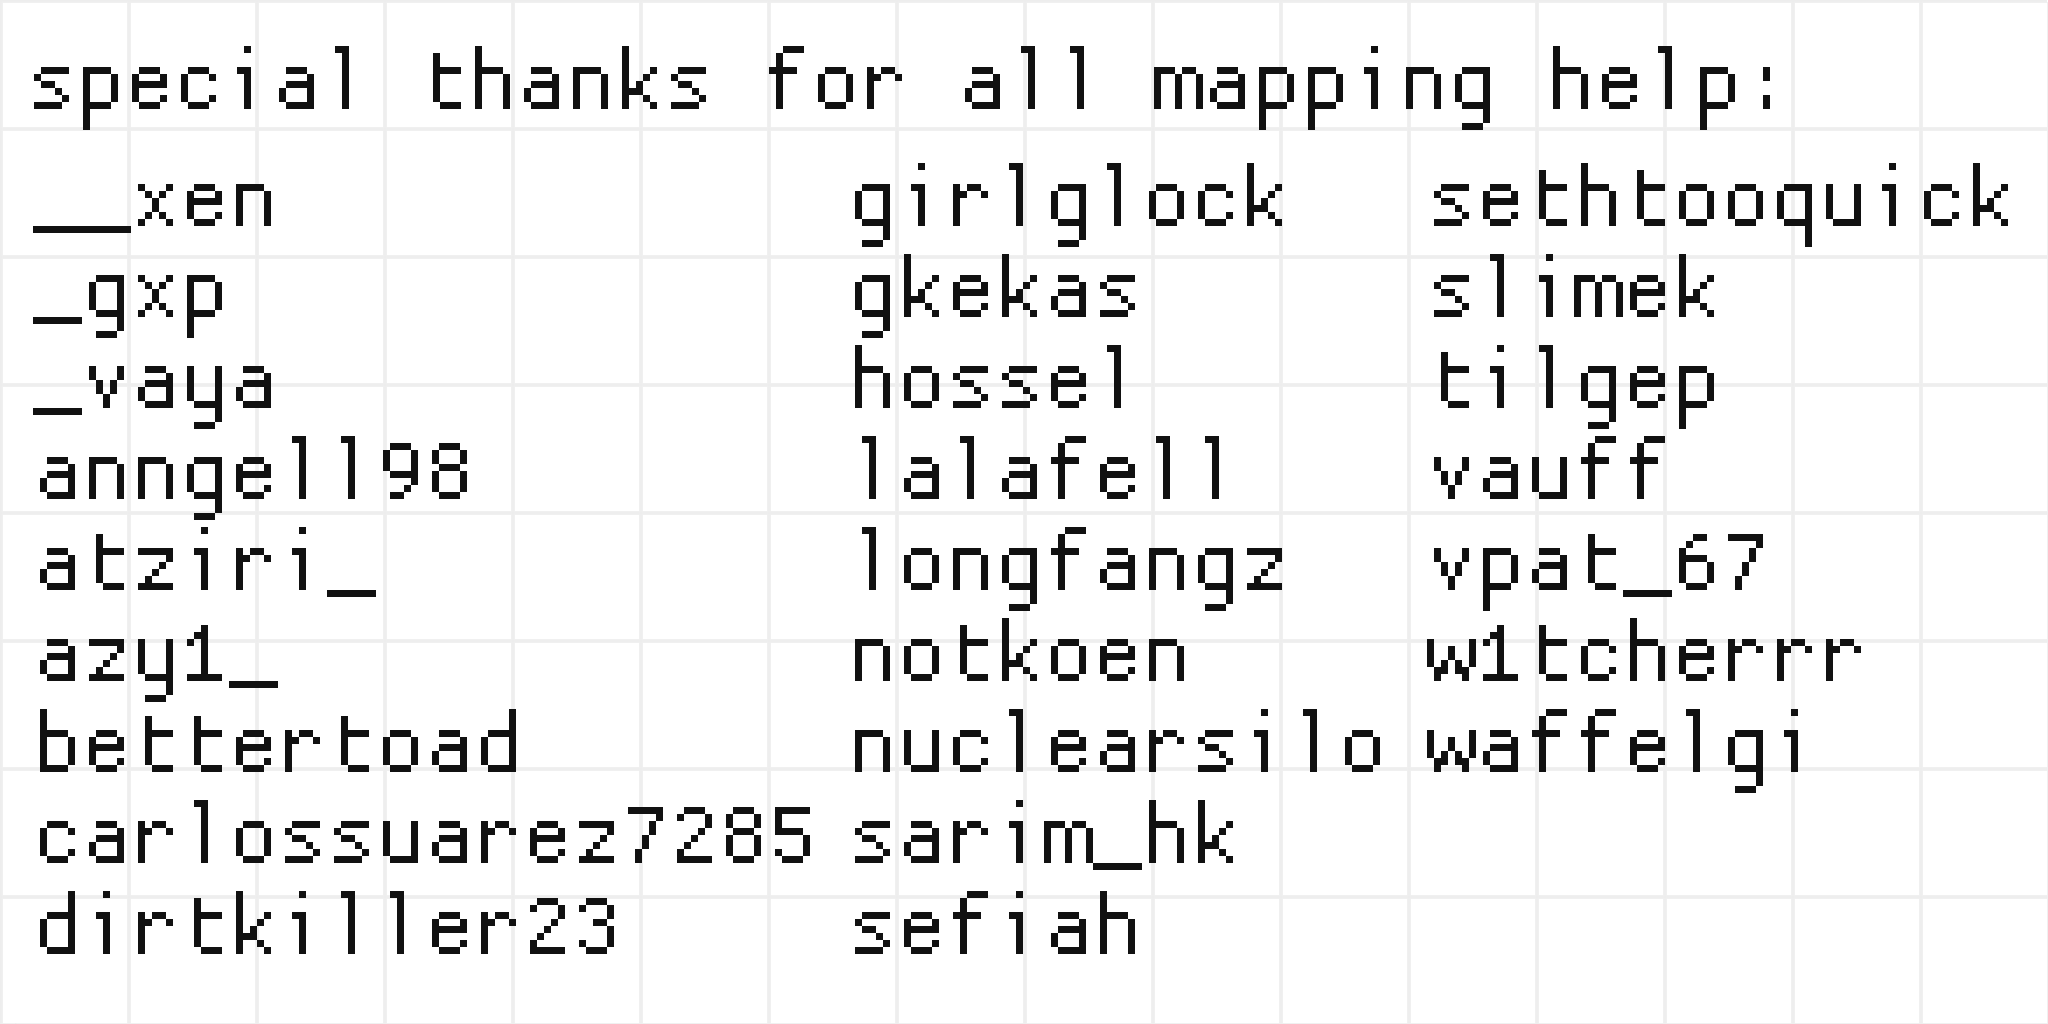 special thanks for all mapping help:
__xen
_gxp
_vaya
anngell98
atziri_
azy1_
bettertoad
carlossuarez7285
dirtkiller23
girlglock
gkekas
hossel
lalafell
longfangz
notkoen
nuclearsilo
sarim_hk
sefiah
sethtooquick
slimek
tilgep
vauff
vpat_67
w1tcherrr
waffelgi